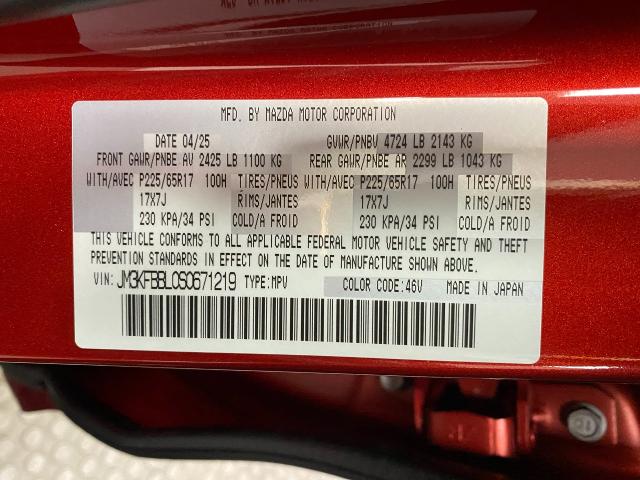 MFD. BY MAZDA MOTOR CORPORATION
DATE 04/25 GVWR/PNBV 4724 LB 2143 KG
FRONT GAWR/PNBE AV 2425 LB 1100 KG REAR GAWR/PNBE AR 2299 LB 1043 KG
WITH/AVEC P225/65R17 100H TIRES/PNEUS WITH/AVEC P225/65R17 100H TIRES/PNEUS
17X7J RIMS/JANTES 17X7J RIMS/JANTES
230 KPA/34 PSI COLD/A FROID 230 KPA/34 PSI COLD/A FROID
THIS VEHICLE CONFORMS TO ALL APPLICABLE FEDERAL MOTOR VEHICLE SAFETY AND THEFT
PREVENTION STANDARDS IN EFFECT ON THE DATE OF MANUFACTURE SHOWN ABOVE.
VIN: JM3KFBBL0S0671219 TYPE: MPV COLOR CODE: 46V MADE IN JAPAN